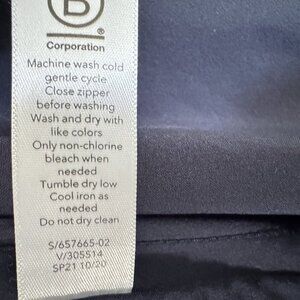 B
Corporation
Machine wash cold
gentle cycle
Close zipper
before washing
Wash and dry with
like colors
Only non-chlorine
bleach when
needed
Tumble dry low
Cool iron as
needed
Do not dry clean
S/657665-02
V/305514
SP21 10/20